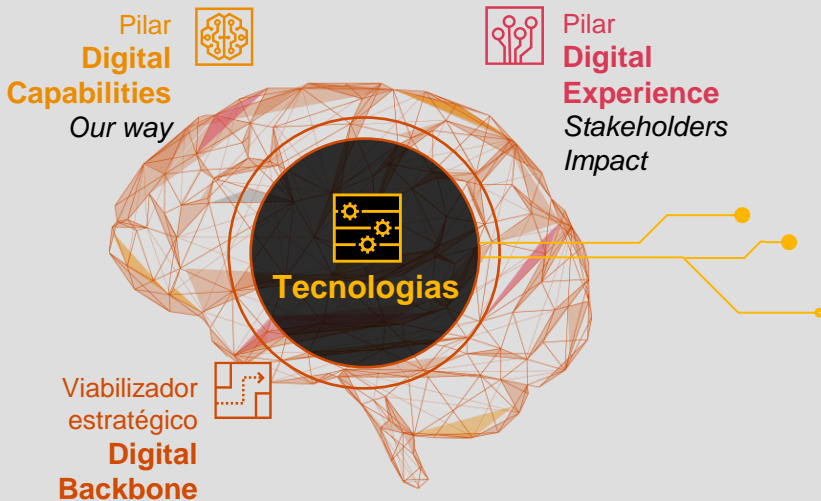 Pilar
Digital
Capabilities
Our way
Pilar
Digital
Experience
Stakeholders
Impact
Tecnologias
Viabilizador
estratégico
Digital
Backbone